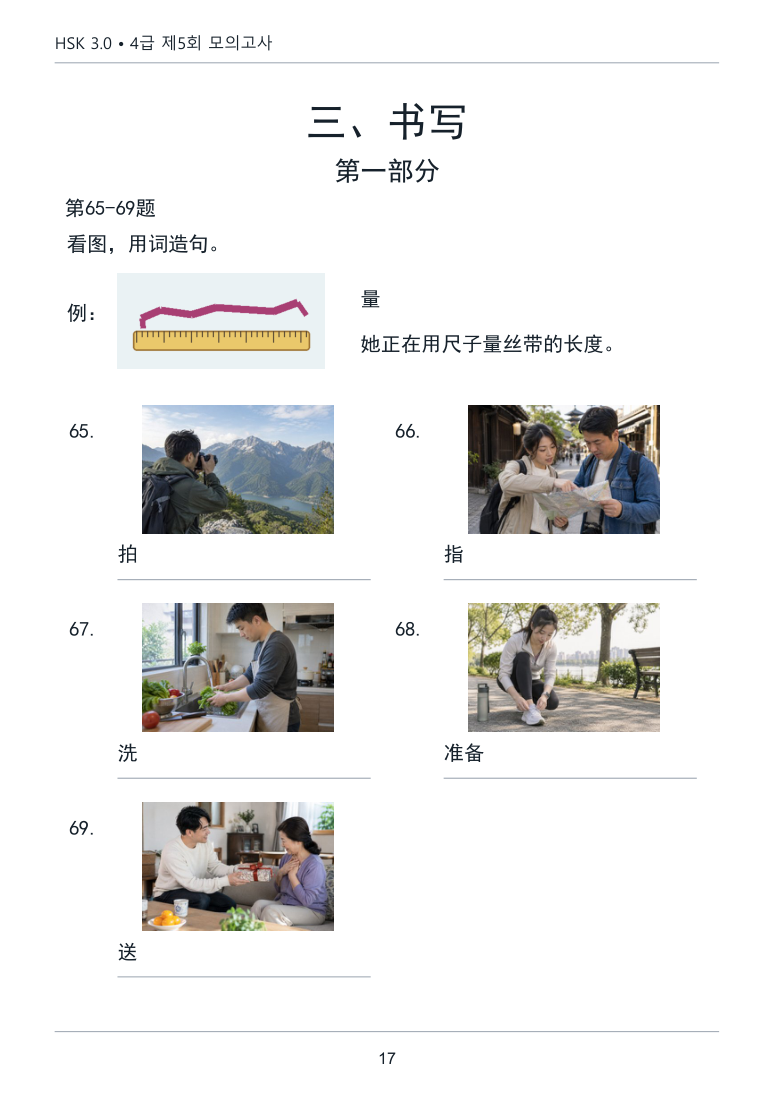 HSK 3.0 • 4급 제5회 모의고사
三、书写
第一部分
第65-69题
看图，用词造句。
例：
量
她正在用尺子量丝带的长度。
65.
拍
66.
指
67.
洗
68.
准备
69.
送
17